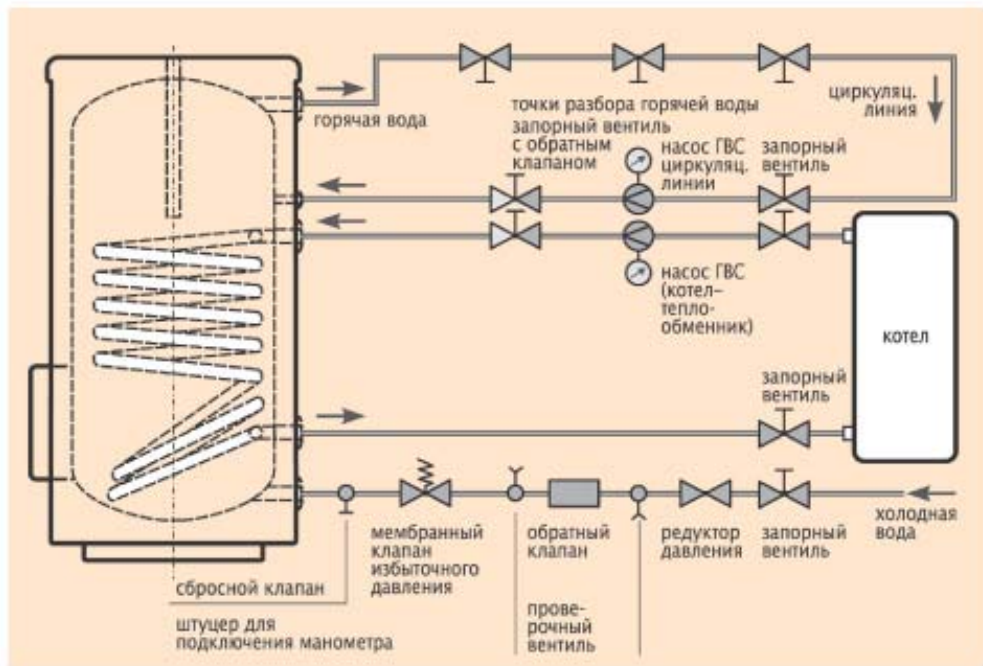 горячая вода
точки разбора горячей воды
циркуляц.
линия
запорный вентиль
с обратным
клапаном
насос ГВС
циркуляц.
линии
запорный
вентиль
насос ГВС
(котел–
тепло-
обменник)
котел
запорный
вентиль
мембранный
клапан
избыточного
давления
обратный
клапан
редуктор
давления
запорный
вентиль
холодная
вода
сбросной клапан
штуцер для
подключения манометра
прове-
рочный
вентиль